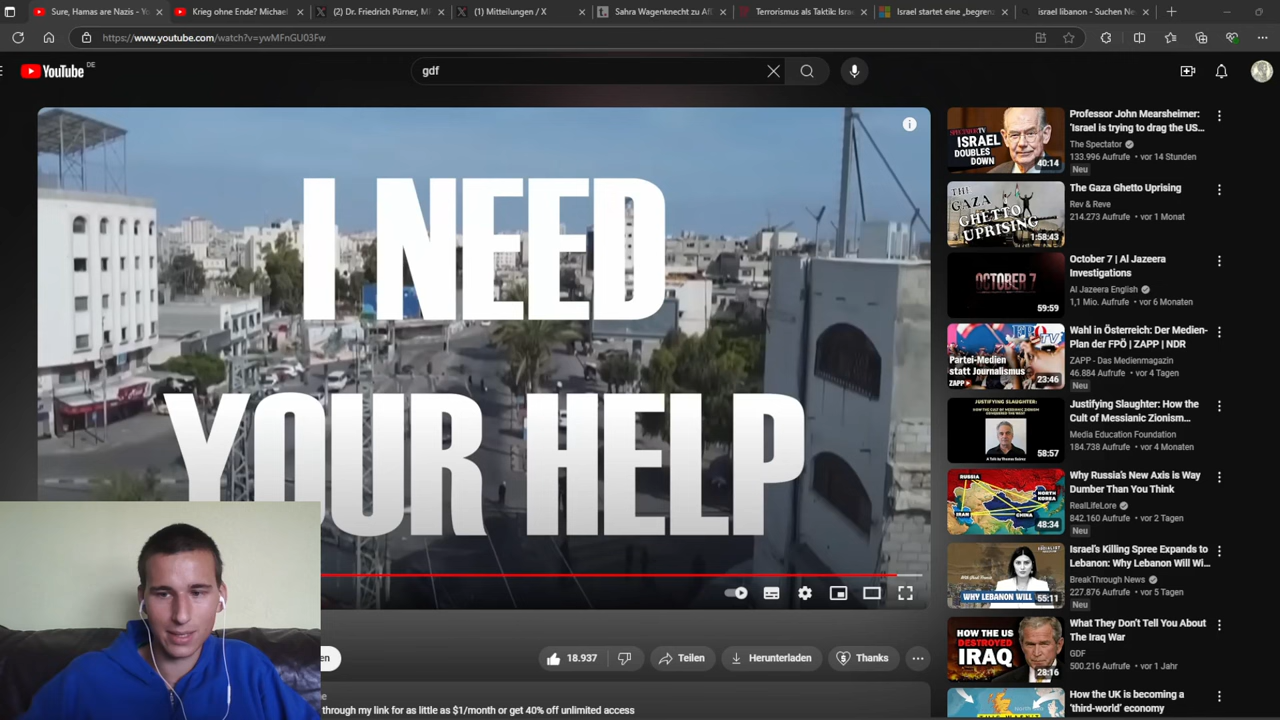 Sure, Hamas are Nazis - Yo
Krieg ohne Ende? Michael
(2) Dr. Friedrich Pürner, M
(1) Mitteilungen / X
Sahra Wagenknecht zu Af
Terrorismus als Taktik: Isra
Israel startet eine „begren
israel libanon - Suchen Ne
https://www.youtube.com/watch?v=ywMFnGU03Fw
YouTube DE
gdf
I NEED
YOUR HELP
en
18.937
Teilen
Herunterladen
Thanks
through my link for as little as $1/month or get 40% off unlimited access
SPECTATOR TV
ISRAEL
DOUBLES
DOWN
40:14
Professor John Mearsheimer:
'Israel is trying to drag the US...
The Spectator
133.996 Aufrufe • vor 14 Stunden
Neu
THE
GAZA
GHETTO
UPRISING
1:58:43
The Gaza Ghetto Uprising
Rev & Reve
214.273 Aufrufe • vor 1 Monat
OCTOBER 7
59:59
October 7 | Al Jazeera
Investigations
Al Jazeera English
1,1 Mio. Aufrufe • vor 6 Monaten
Partei-Medien
statt Journalismus
ZAPP
23:46
Wahl in Österreich: Der Medien-
Plan der FPÖ | ZAPP | NDR
ZAPP - Das Medienmagazin
46.884 Aufrufe • vor 4 Tagen
Neu
JUSTIFYING SLAUGHTER:
58:57
Justifying Slaughter: How the
Cult of Messianic Zionism...
Media Education Foundation
184.738 Aufrufe • vor 4 Monaten
RUSSIA
NORTH
KOREA
IRAN
CHINA
48:34
Why Russia's New Axis is Way
Dumber Than You Think
RealLifeLore
842.160 Aufrufe • vor 2 Tagen
Neu
WHY LEBANON WILL
55:11
Israel's Killing Spree Expands to
Lebanon: Why Lebanon Will Wi...
BreakThrough News
227.876 Aufrufe • vor 5 Tagen
Neu
HOW THE US
DESTROYED
IRAQ
28:16
What They Don't Tell You About
The Iraq War
GDF
500.216 Aufrufe • vor 1 Jahr
How the UK is becoming a
'third-world' economy